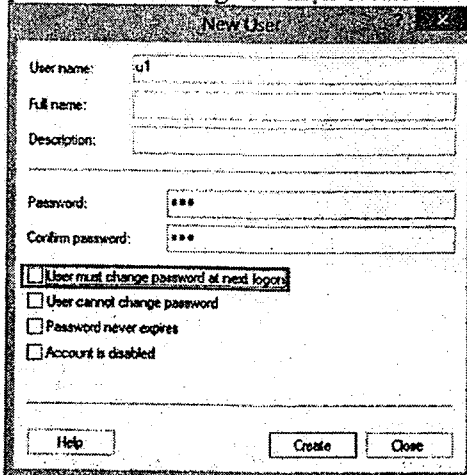 New User
? X
User name: u1
Full name:
Description:
Password: ***
Confirm password: ***
User must change password at next logon
User cannot change password
Password never expires
Account is disabled
Help Create Close